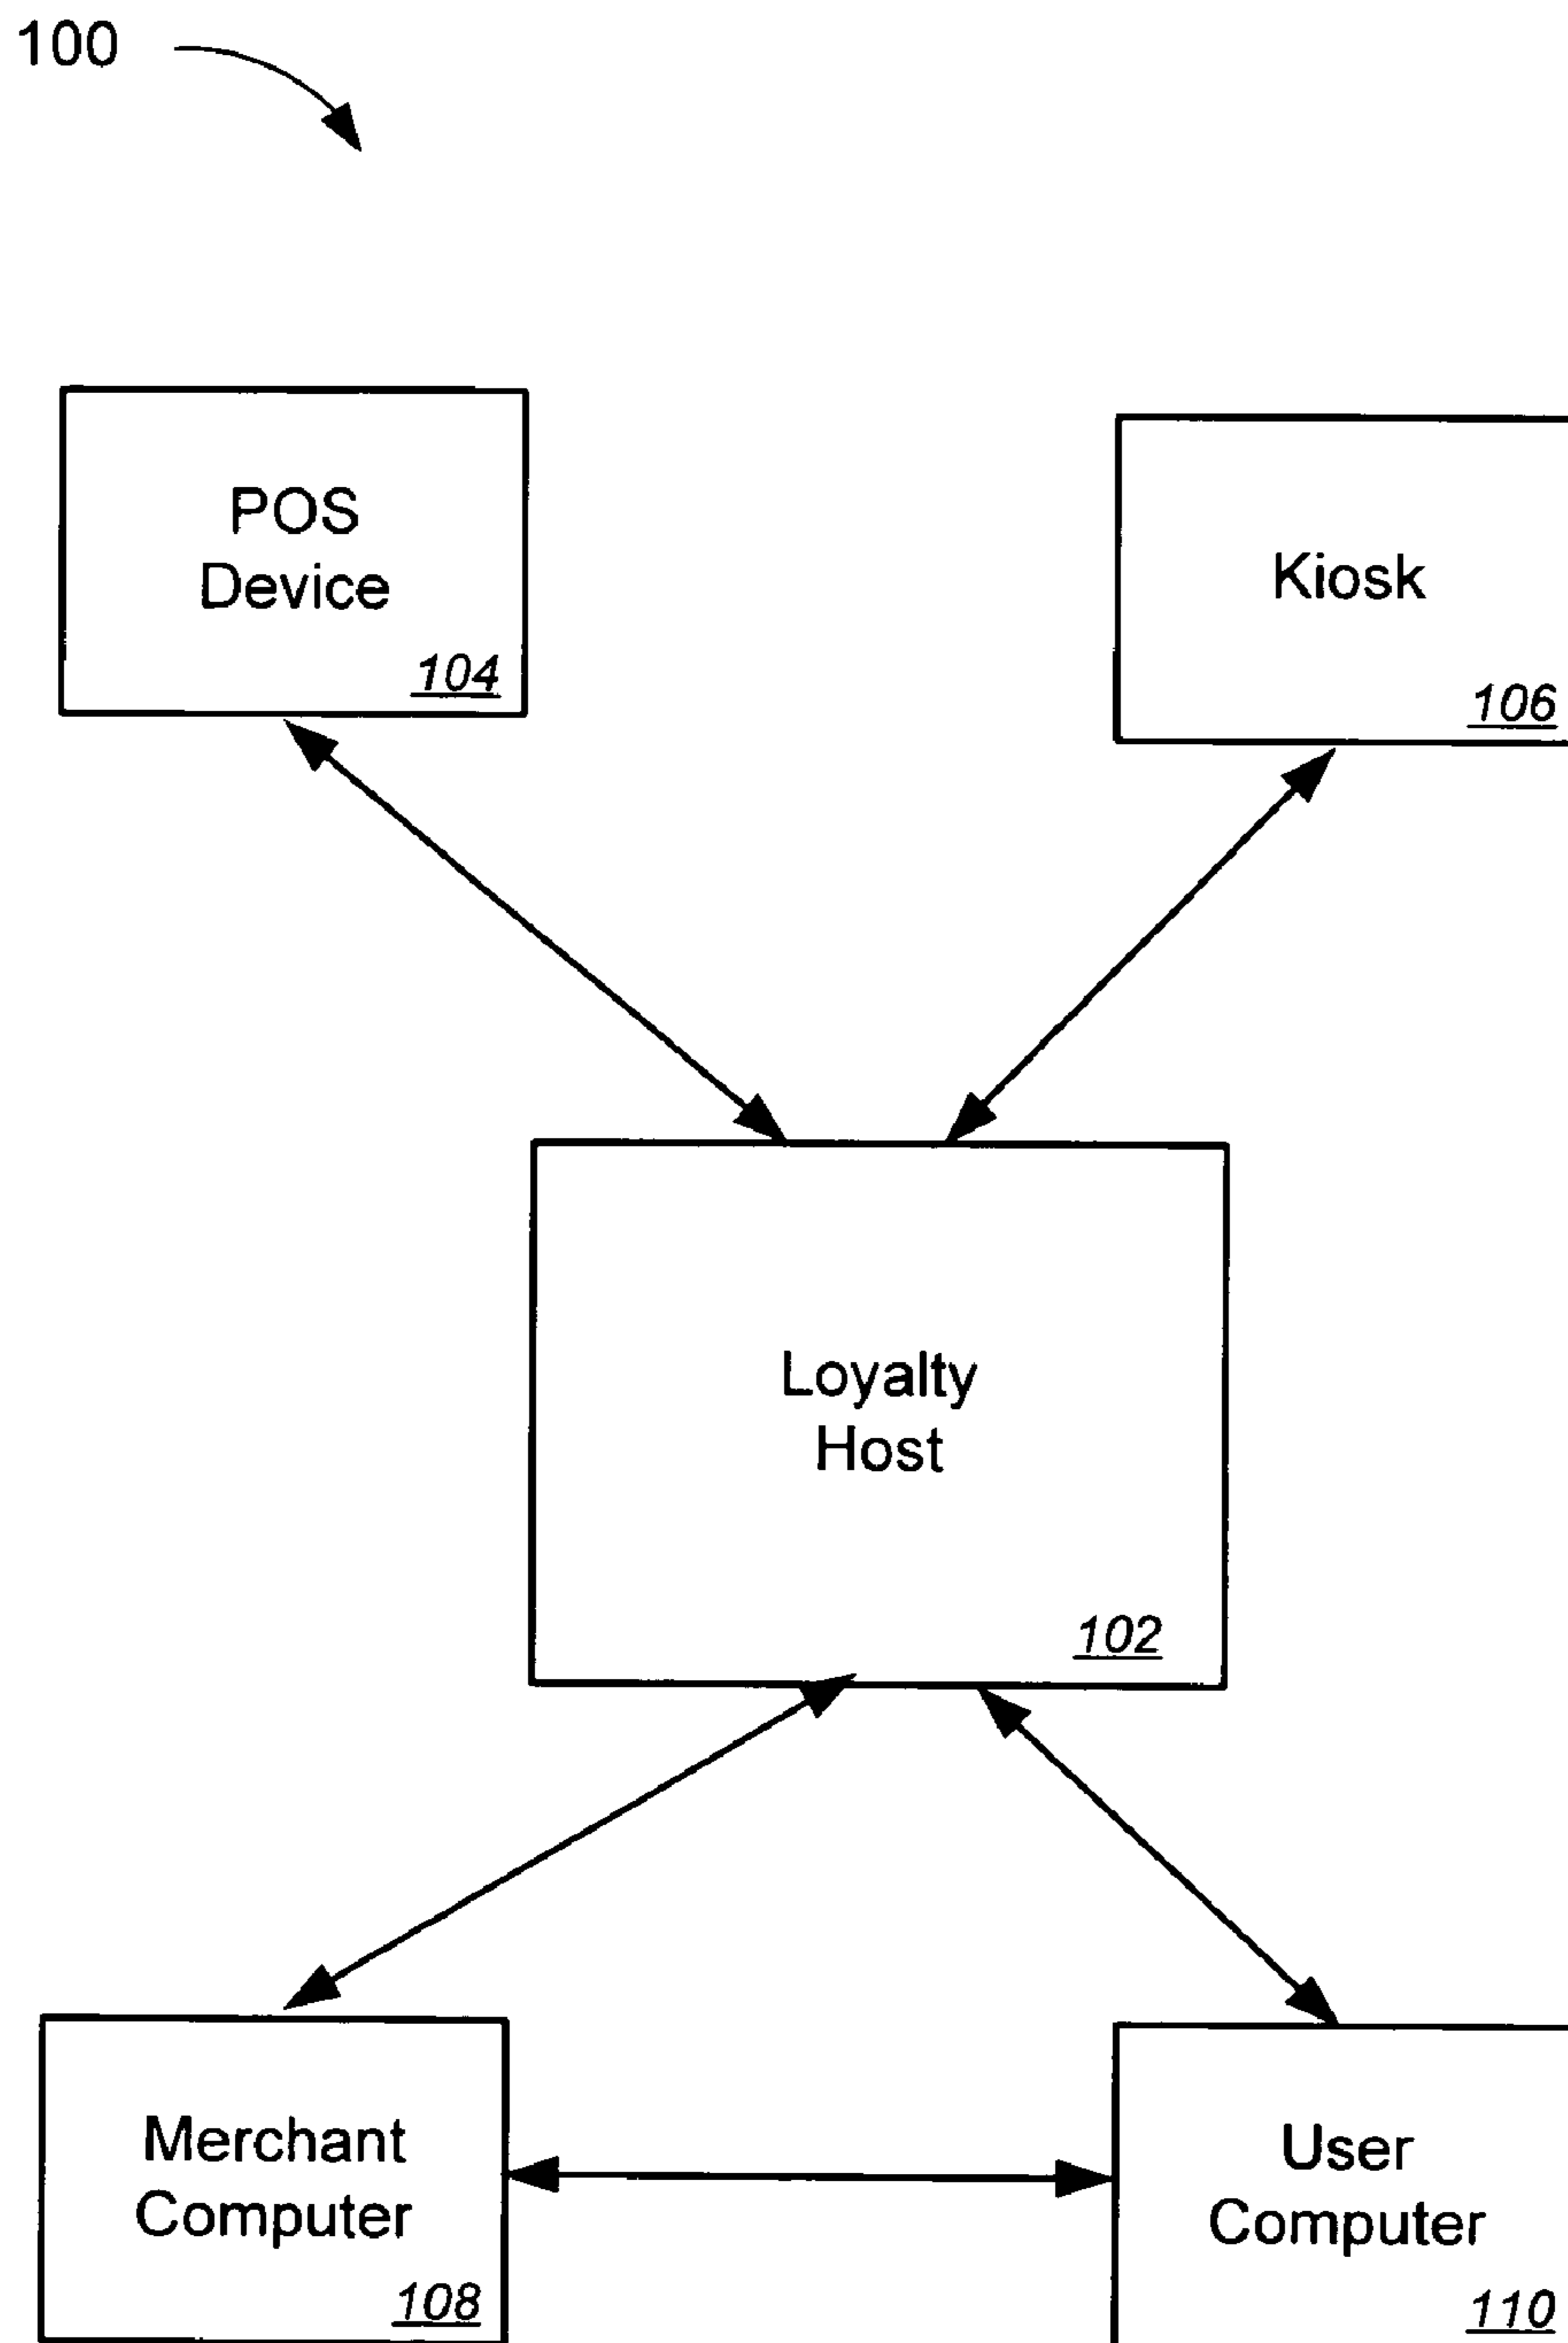 100
POS
Device
104
Kiosk
106
Loyalty
Host
102
Merchant
Computer
108
User
Computer
110